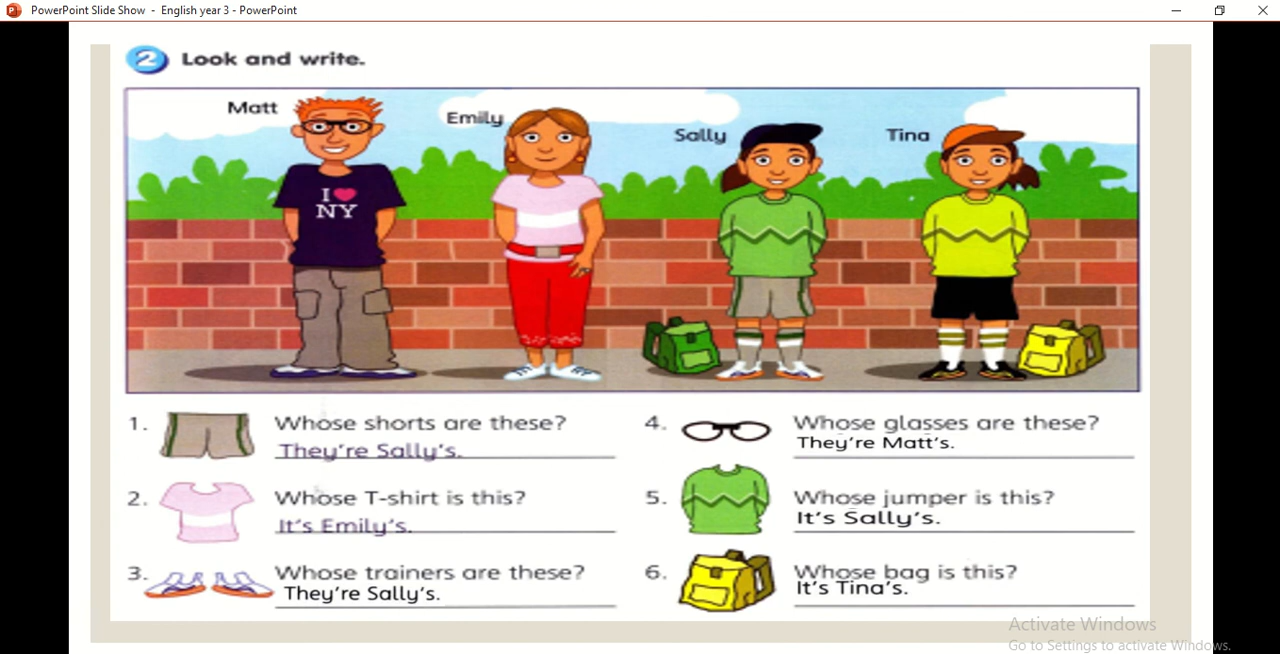 PowerPoint Slide Show - English year 3 - PowerPoint
2 Look and write.
Matt
Emily
Sally
Tina
I ♥
NY
1. Whose shorts are these?
They're Sally's.
2. Whose T-shirt is this?
It's Emily's.
3. Whose trainers are these?
They're Sally's.
4. Whose glasses are these?
They're Matt's.
5. Whose jumper is this?
It's Sally's.
6. Whose bag is this?
It's Tina's.
Activate Windows
Go to Settings to activate Windows.